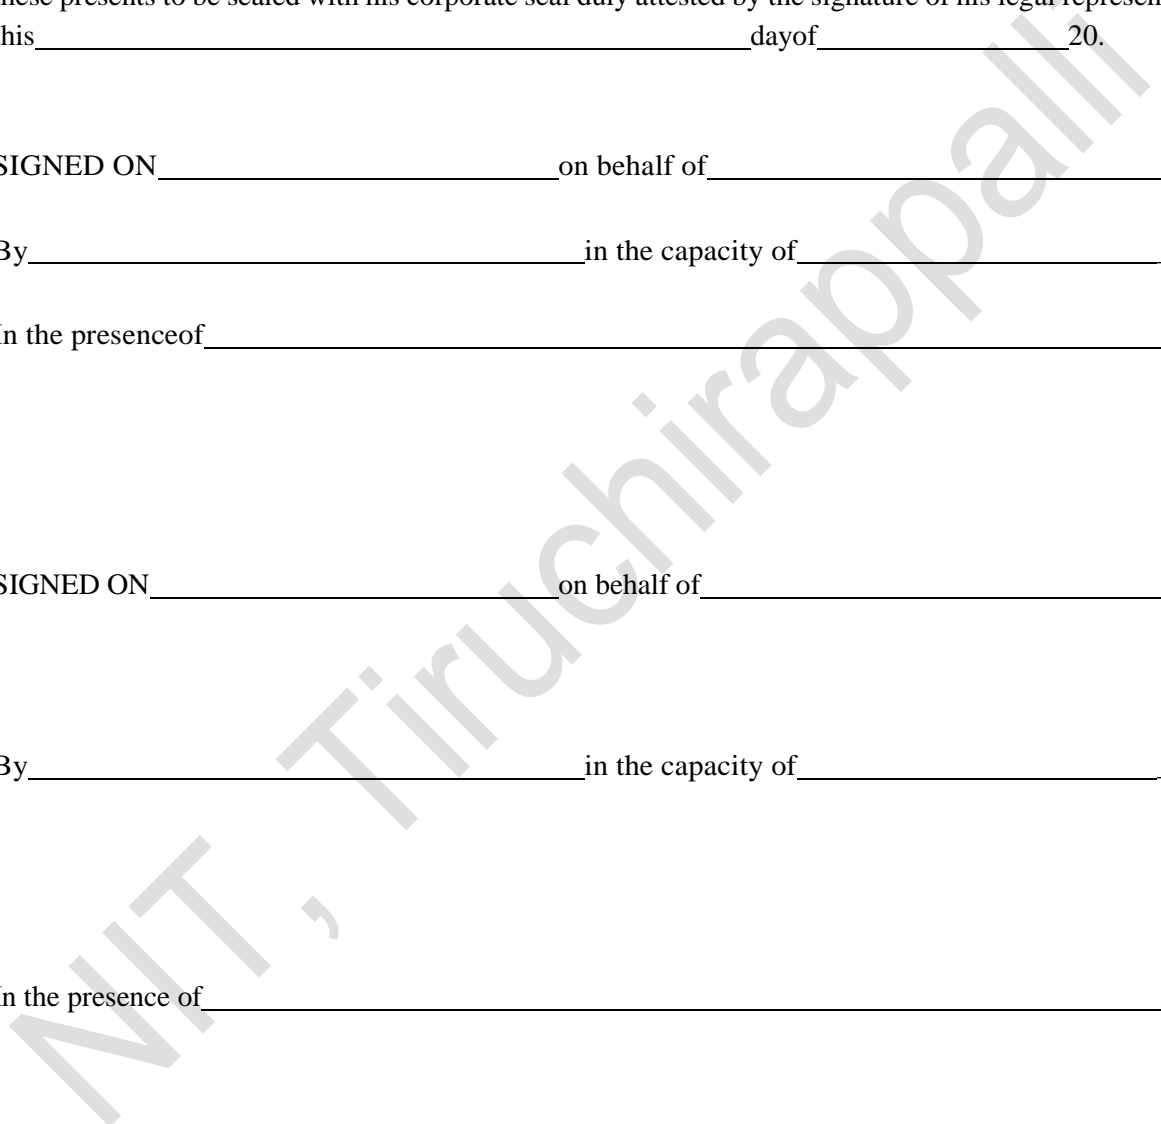 these presents to be sealed with his corporate seal duly attested by the signature of his legal represen
this dayof 20.
SIGNED ON on behalf of
By in the capacity of
In the presenceof
SIGNED ON on behalf of
By in the capacity of
In the presence of
NIT , Tiruchirappalli